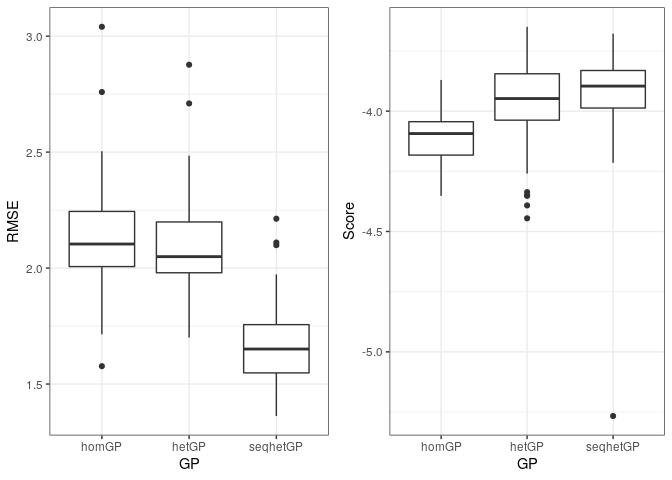 RMSE
3.0
2.5
2.0
1.5
homGP hetGP seqhetGP
GP
Score
-4.0
-4.5
-5.0
homGP hetGP seqhetGP
GP